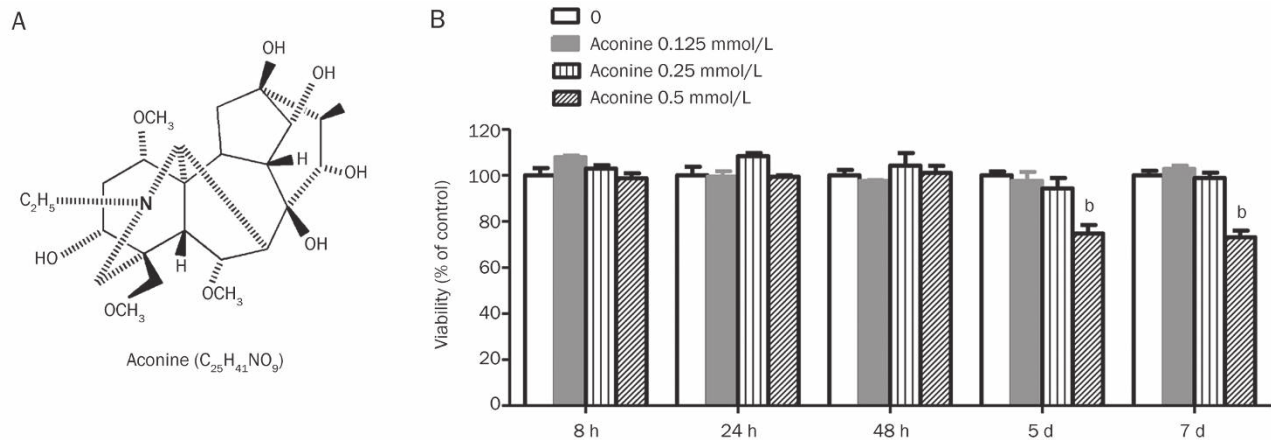 A
OH
OH
OCH₃
H
OH
C₂H₅
N
OH
HO
H
OCH₃
OCH₃
Aconine (C₂₅H₄₁NO₉)
B
0
Aconine 0.125 mmol/L
Aconine 0.25 mmol/L
Aconine 0.5 mmol/L
Viability (% of control)
120
100
80
60
40
20
0
b
b
8 h
24 h
48 h
5 d
7 d